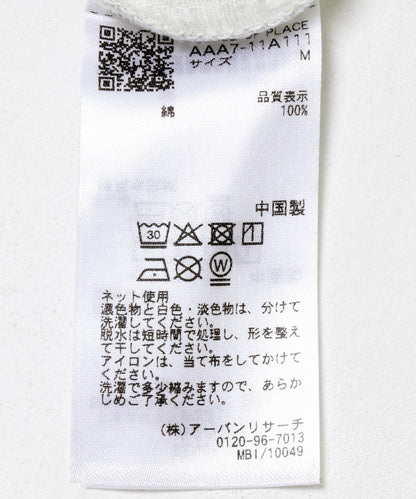 OF PLACE
AAA7-11A111
サイズ M
品質表示
綿 100%
中国製
30
W
ネット使用
濃色物と白色・淡色物は、分けて
洗濯してください。
脱水は短時間で処理し、形を整え
て干してください。
アイロンは、当て布をしてかけて
ください。
洗濯で多少縮みますので、あらか
じめご了承ください。
(株)アーバンリサーチ
0120-96-7013
MBI/10049